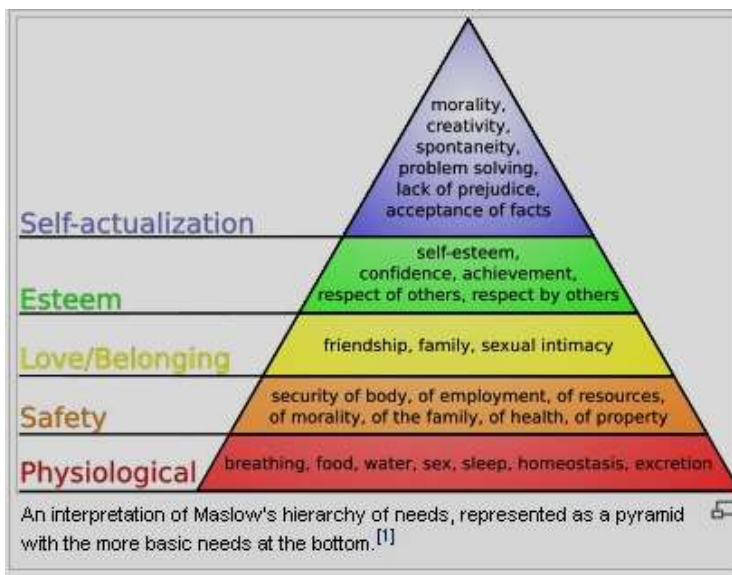 morality,
creativity,
spontaneity,
problem solving,
lack of prejudice,
acceptance of facts
Self-actualization
self-esteem,
confidence, achievement,
respect of others, respect by others
Esteem
friendship, family, sexual intimacy
Love/Belonging
security of body, of employment, of resources,
of morality, of the family, of health, of property
Safety
breathing, food, water, sex, sleep, homeostasis, excretion
Physiological
An interpretation of Maslow's hierarchy of needs, represented as a pyramid
with the more basic needs at the bottom.[1]